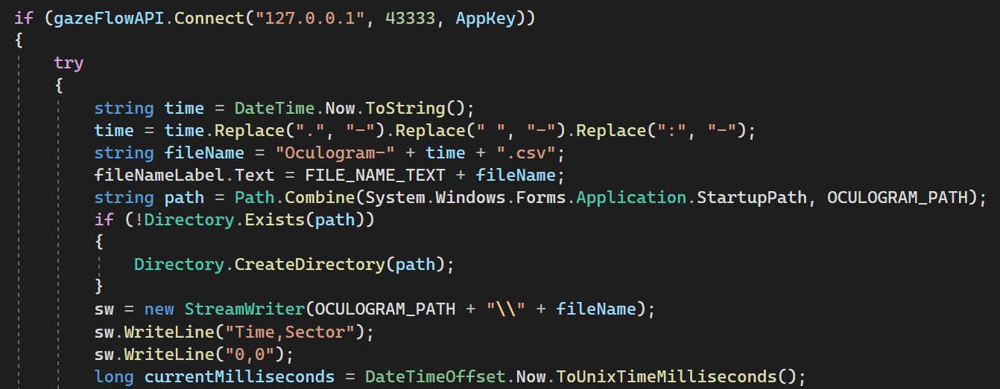 if (gazeFlowAPI.Connect("127.0.0.1", 43333, AppKey))
{
try
{
string time = DateTime.Now.ToString();
time = time.Replace(".", "-").Replace(" ", "-").Replace(":", "-");
string fileName = "Oculogram-" + time + ".csv";
fileNameLabel.Text = FILE_NAME_TEXT + fileName;
string path = Path.Combine(System.Windows.Forms.Application.StartupPath, OCULOGRAM_PATH);
if (!Directory.Exists(path))
{
Directory.CreateDirectory(path);
}
sw = new StreamWriter(OCULOGRAM_PATH + "\\" + fileName);
sw.WriteLine("Time,Sector");
sw.WriteLine("0,0");
long currentMilliseconds = DateTimeOffset.Now.ToUnixTimeMilliseconds();